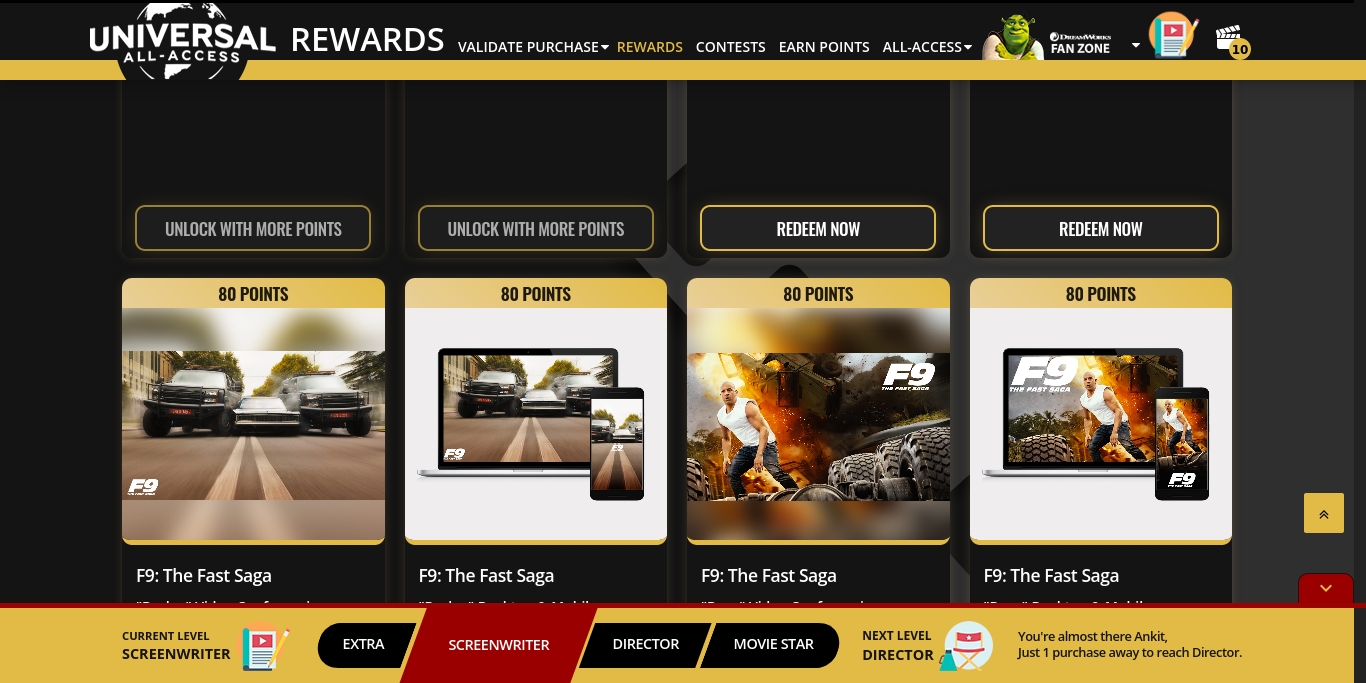 UNIVERSAL
ALL-ACCESS
REWARDS
VALIDATE PURCHASE
REWARDS
CONTESTS
EARN POINTS
ALL-ACCESS
DREAMWORKS
FAN ZONE
10
UNLOCK WITH MORE POINTS
UNLOCK WITH MORE POINTS
REDEEM NOW
REDEEM NOW
80 POINTS
80 POINTS
80 POINTS
80 POINTS
F9
F9
F9
F9
THE FAST SAGA
F9
THE FAST SAGA
F9
F9: The Fast Saga
F9: The Fast Saga
F9: The Fast Saga
F9: The Fast Saga
CURRENT LEVEL
SCREENWRITER
EXTRA
SCREENWRITER
DIRECTOR
MOVIE STAR
NEXT LEVEL
DIRECTOR
You're almost there Ankit,
Just 1 purchase away to reach Director.